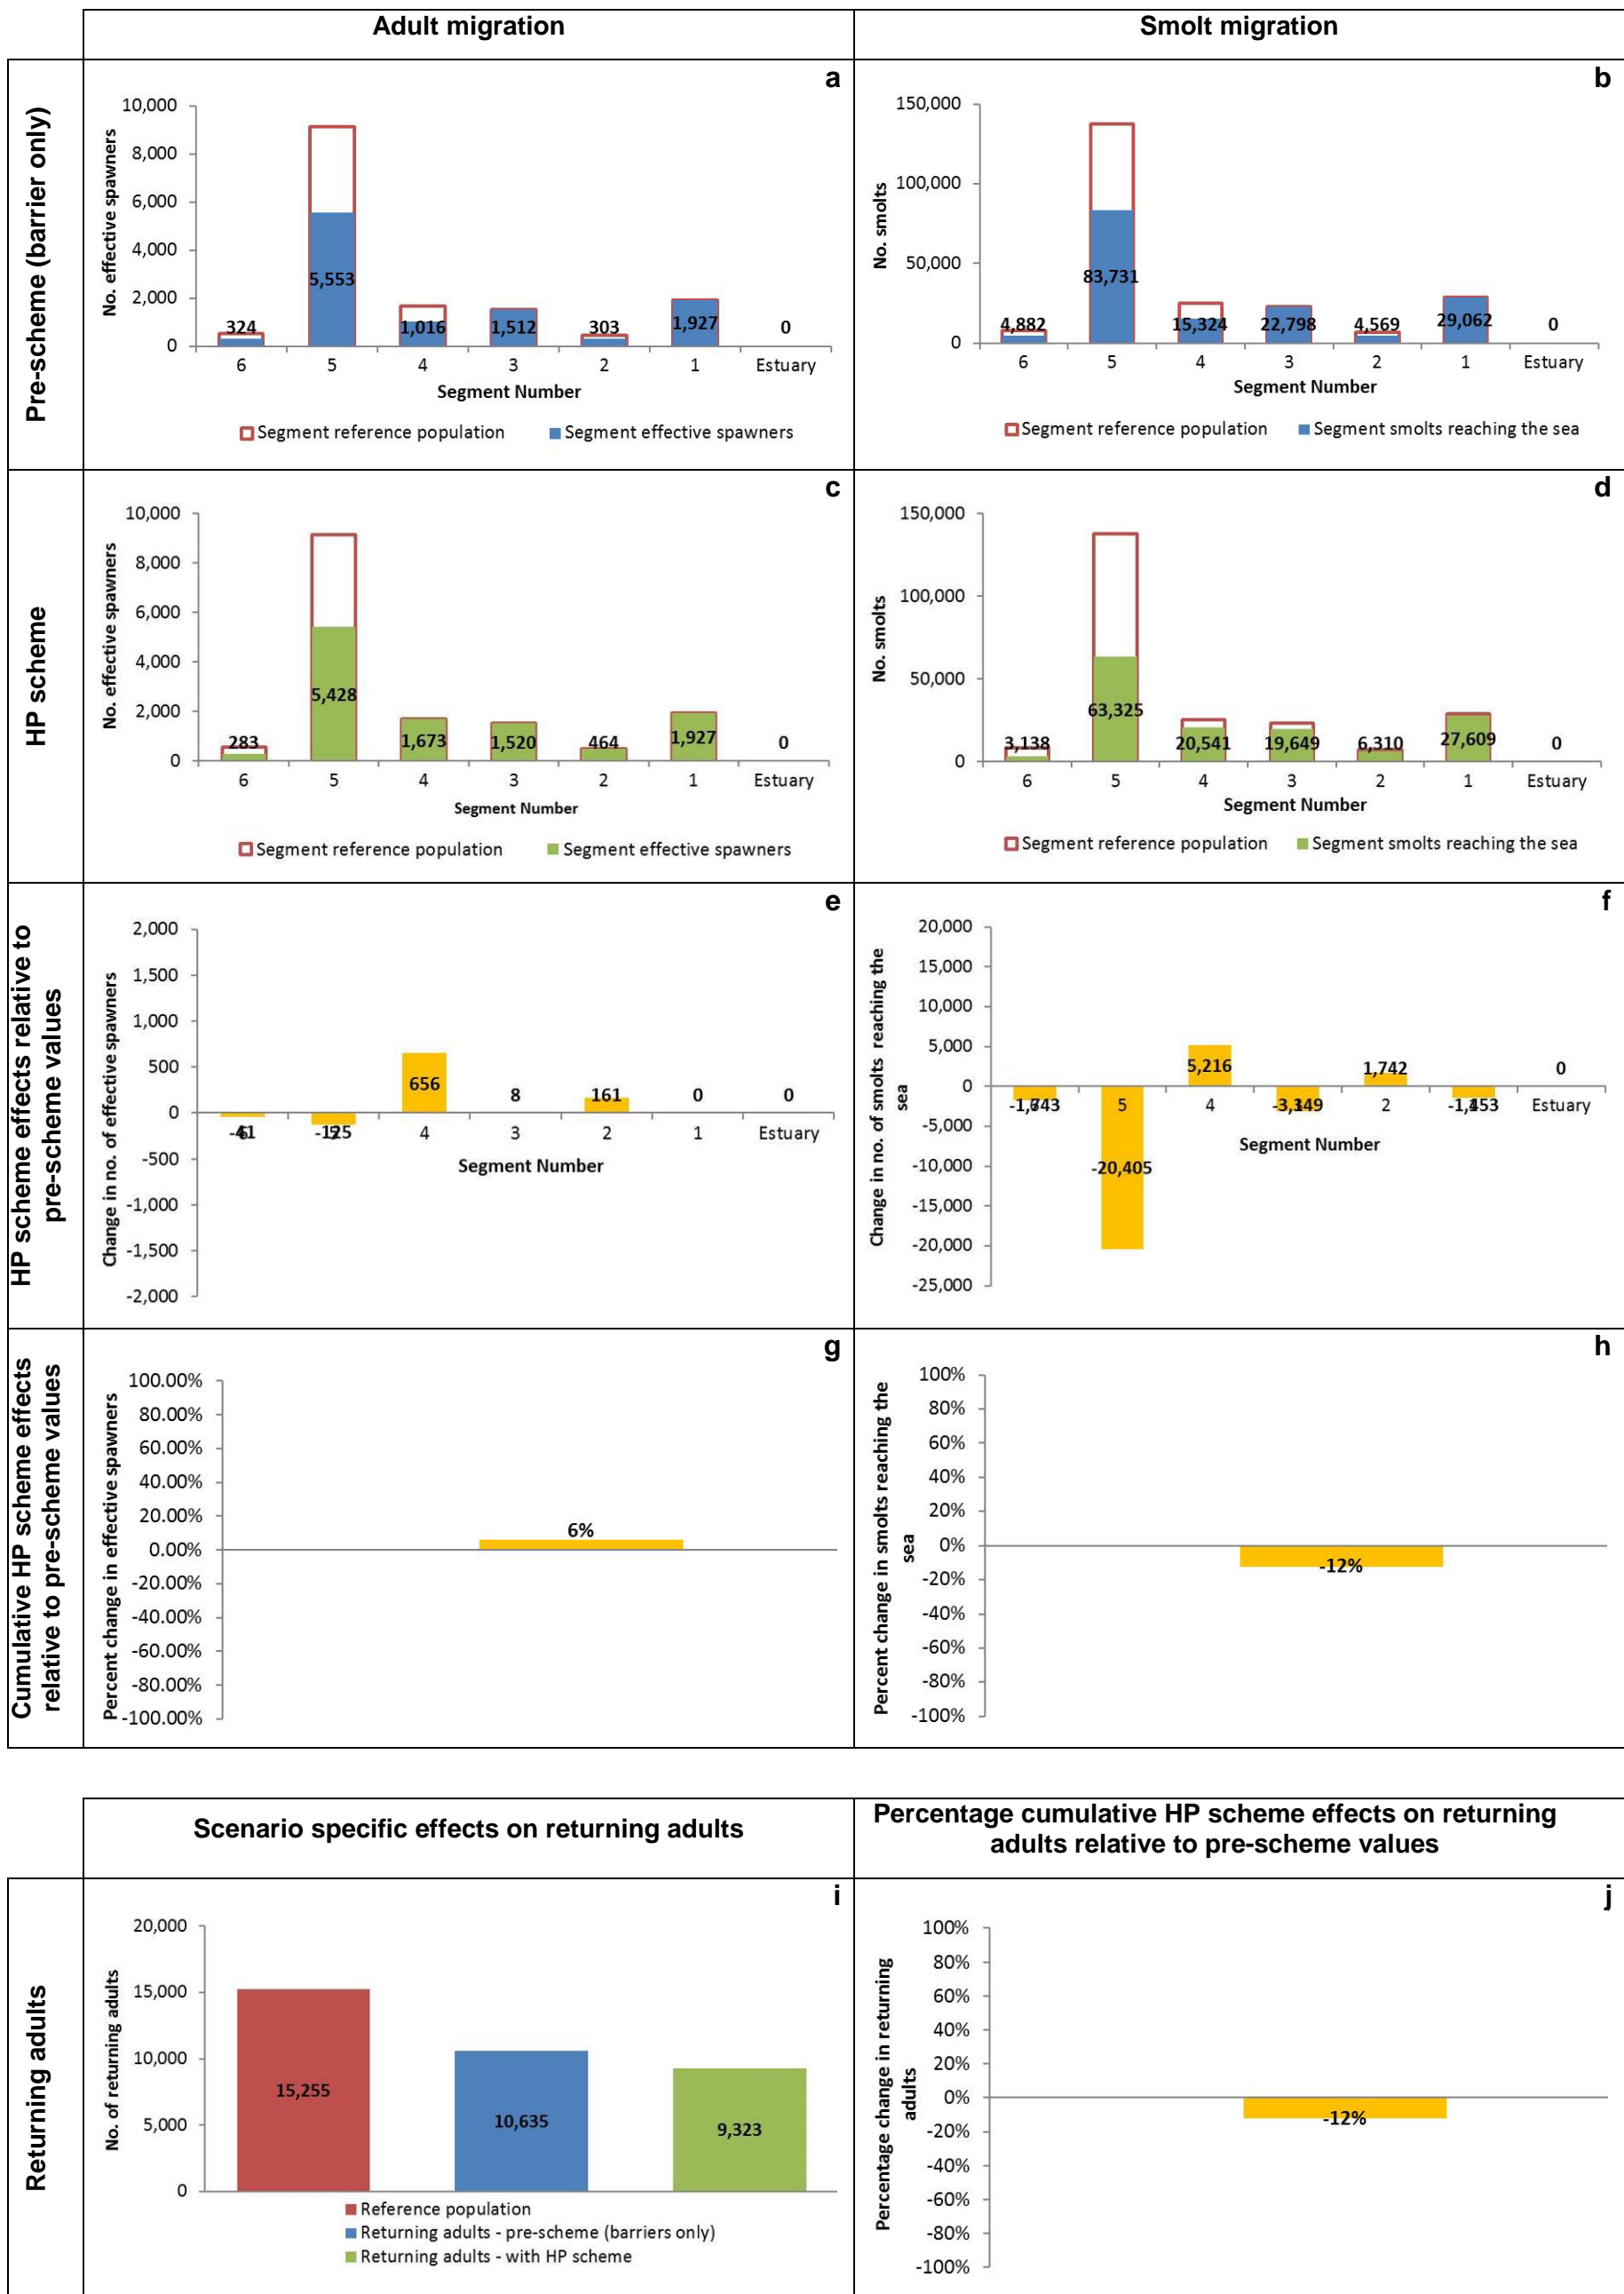 Adult migration
Smolt migration
Pre-scheme (barrier only)
a
No. effective spawners
10,000
8,000
6,000
4,000
2,000
0
324
5,553
1,016
1,512
303
1,927
0
6 5 4 3 2 1 Estuary
Segment Number
Segment reference population Segment effective spawners
b
No. smolts
150,000
100,000
50,000
0
4,882
83,731
15,324
22,798
4,569
29,062
0
6 5 4 3 2 1 Estuary
Segment Number
Segment reference population Segment smolts reaching the sea
HP scheme
c
No. effective spawners
10,000
8,000
6,000
4,000
2,000
0
283
5,428
1,673
1,520
464
1,927
0
6 5 4 3 2 1 Estuary
Segment Number
Segment reference population Segment effective spawners
d
No. smolts
150,000
100,000
50,000
0
3,138
63,325
20,541
19,649
6,310
27,609
0
6 5 4 3 2 1 Estuary
Segment Number
Segment reference population Segment smolts reaching the sea
HP scheme effects relative to
pre-scheme values
e
Change in no. of effective spawners
2,000
1,500
1,000
500
0
-500
-1,000
-1,500
-2,000
-41
-125
656
8
161
0
0
6 5 4 3 2 1 Estuary
Segment Number
f
Change in no. of smolts reaching the
sea
20,000
15,000
10,000
5,000
0
-5,000
-10,000
-15,000
-20,000
-25,000
-1,743
-20,405
5,216
-3,149
1,742
-1,453
0
6 5 4 3 2 1 Estuary
Segment Number
Cumulative HP scheme effects
relative to pre-scheme values
g
Percent change in effective spawners
100.00%
80.00%
60.00%
40.00%
20.00%
0.00%
-20.00%
-40.00%
-60.00%
-80.00%
-100.00%
6%
h
Percent change in smolts reaching the
sea
100%
80%
60%
40%
20%
0%
-20%
-40%
-60%
-80%
-100%
-12%
Scenario specific effects on returning adults
Percentage cumulative HP scheme effects on returning
adults relative to pre-scheme values
Returning adults
i
No. of returning adults
20,000
15,000
10,000
5,000
0
15,255
10,635
9,323
Reference population
Returning adults - pre-scheme (barriers only)
Returning adults - with HP scheme
j
Percentage change in returning
adults
100%
80%
60%
40%
20%
0%
-20%
-40%
-60%
-80%
-100%
-12%